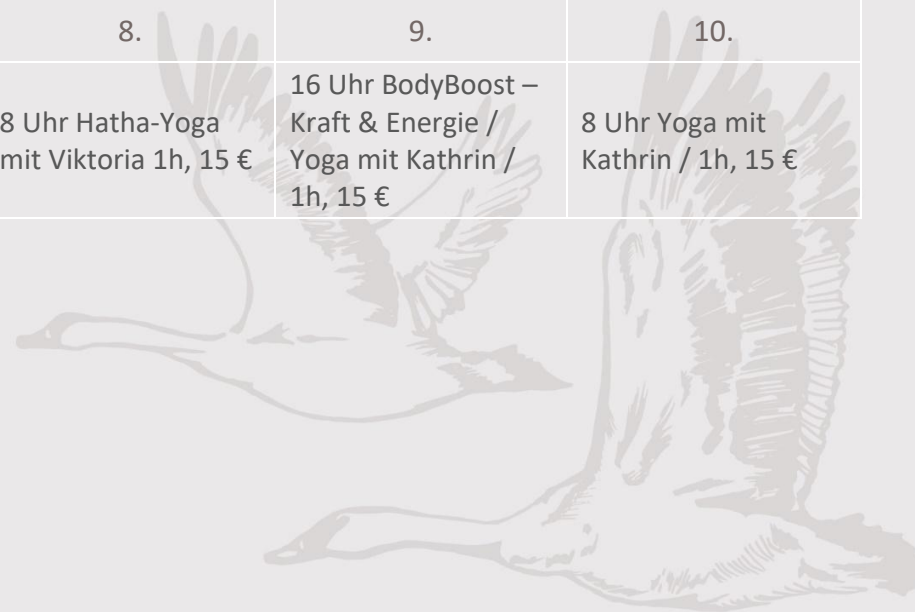 8.
9.
10.
8 Uhr Hatha-Yoga
mit Viktoria 1h, 15 €
16 Uhr BodyBoost –
Kraft & Energie /
Yoga mit Kathrin /
1h, 15 €
8 Uhr Yoga mit
Kathrin / 1h, 15 €